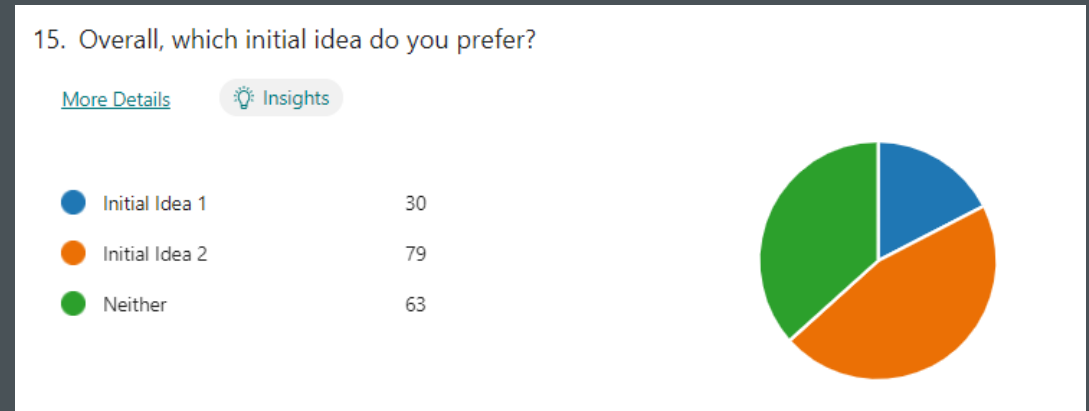 15. Overall, which initial idea do you prefer?
More Details Insights
Initial Idea 1 30
Initial Idea 2 79
Neither 63